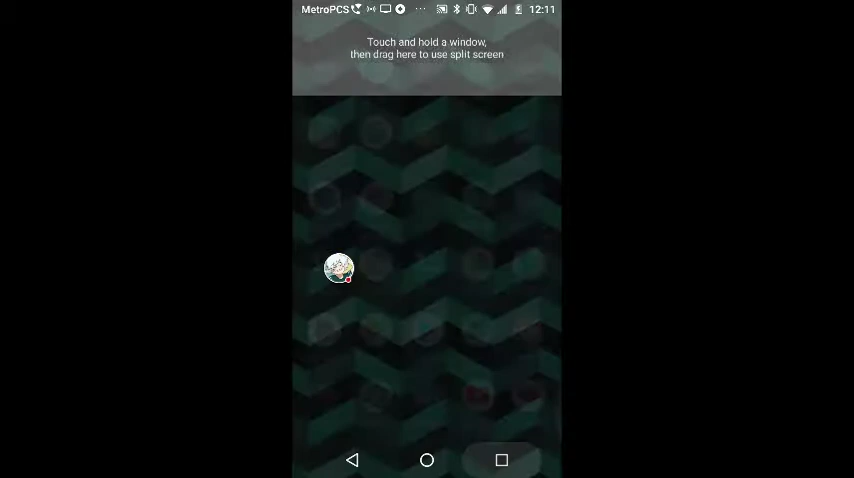 MetroPCS 12:11
Touch and hold a window,
then drag here to use split screen